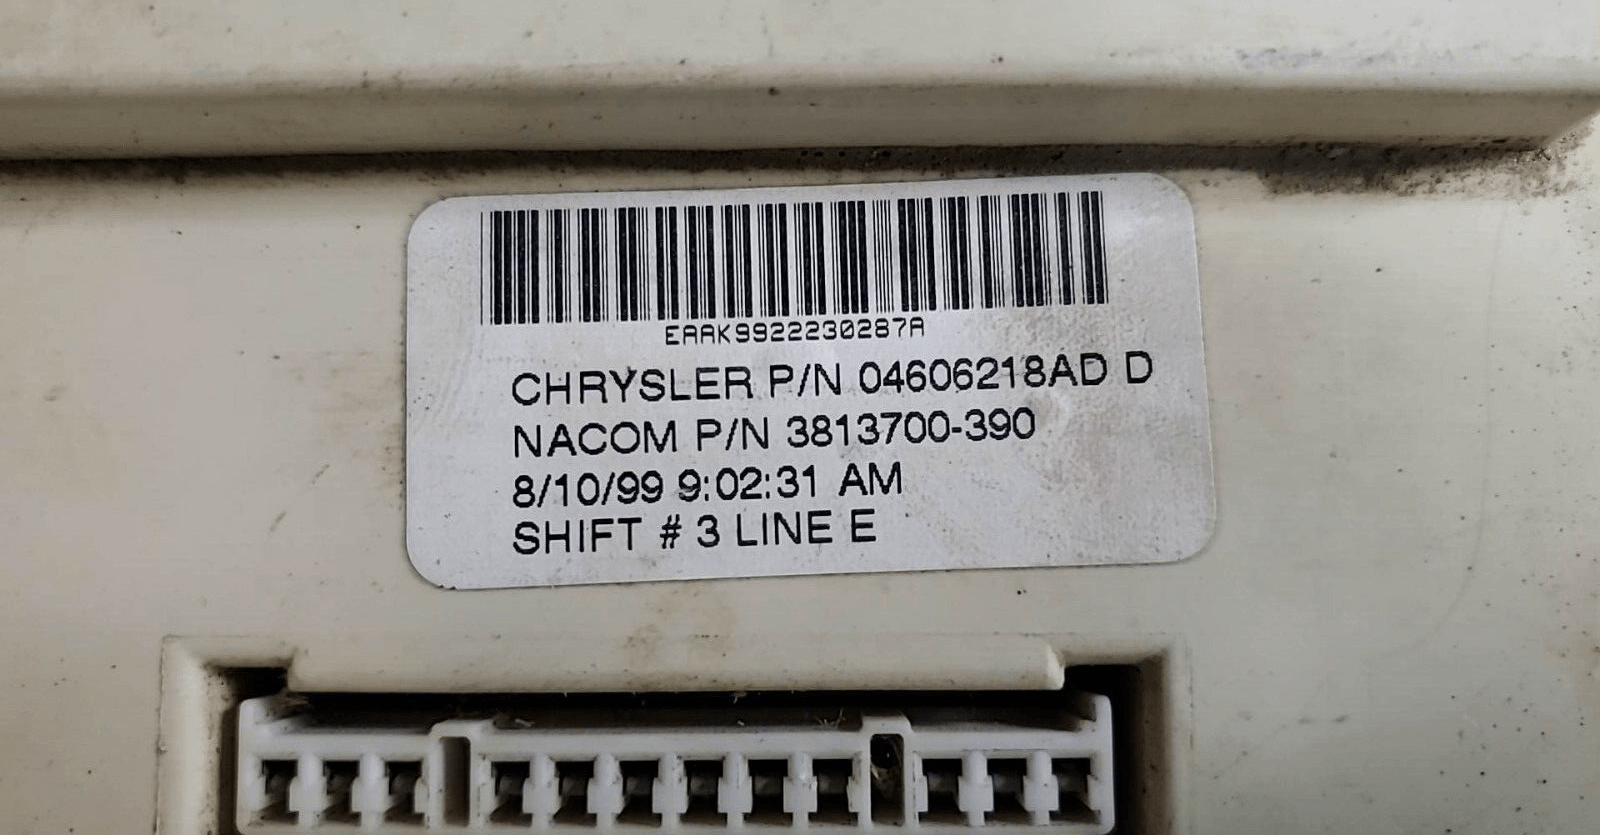 EAAK9922230287A
CHRYSLER P/N 04606218AD D
NACOM P/N 3813700-390
8/10/99 9:02:31 AM
SHIFT # 3 LINE E